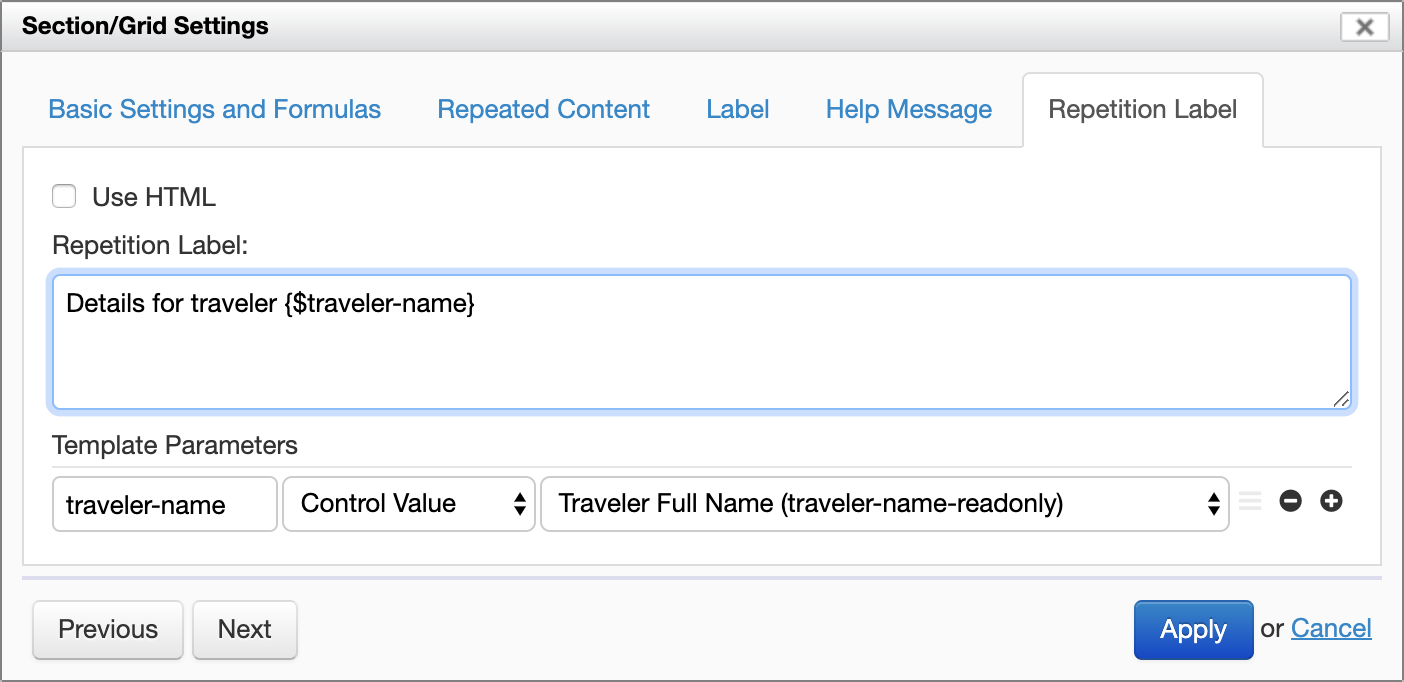 Section/Grid Settings
Basic Settings and Formulas Repeated Content Label Help Message Repetition Label
Use HTML
Repetition Label:
Details for traveler {$traveler-name}
Template Parameters
traveler-name Control Value Traveler Full Name (traveler-name-readonly)
Previous Next Apply or Cancel